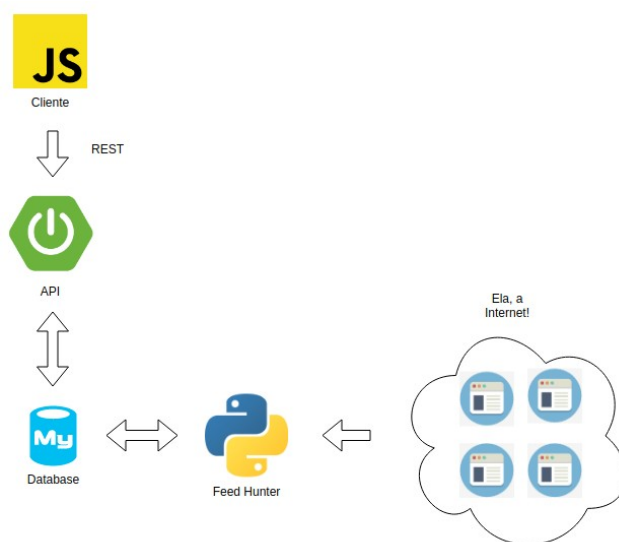 JS
Cliente
REST
API
Ela, a
Internet!
My
Database
Feed Hunter